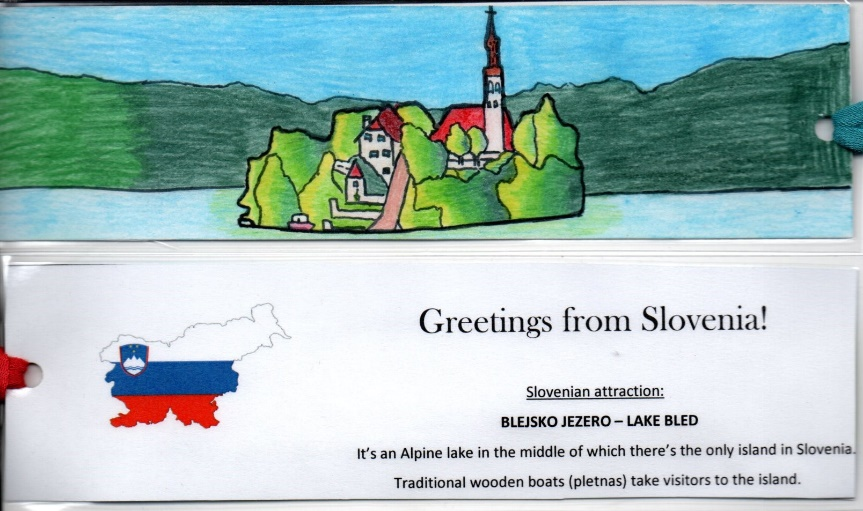 Greetings from Slovenia!
Slovenian attraction:
BLEJSKO JEZERO – LAKE BLED
It's an Alpine lake in the middle of which there's the only island in Slovenia.
Traditional wooden boats (pletnas) take visitors to the island.